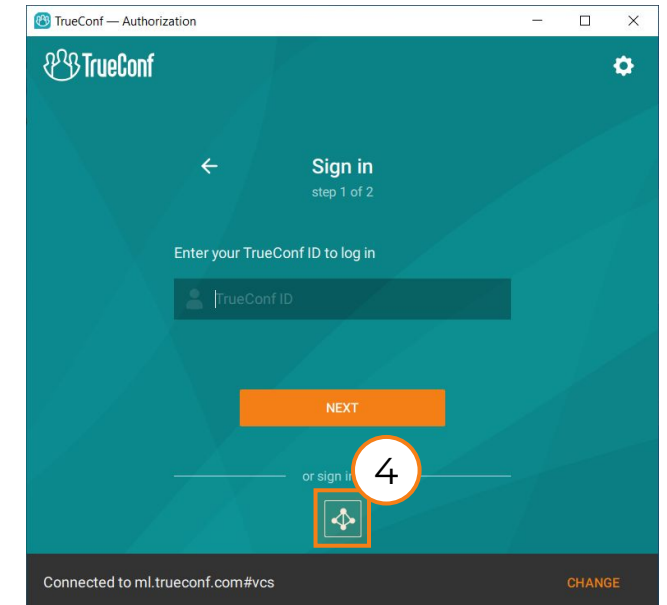 TrueConf — Authorization
TrueConf
Sign in
step 1 of 2
Enter your TrueConf ID to log in
TrueConf ID
NEXT
or sign
4
Connected to ml.trueconf.com#vcs
CHANGE